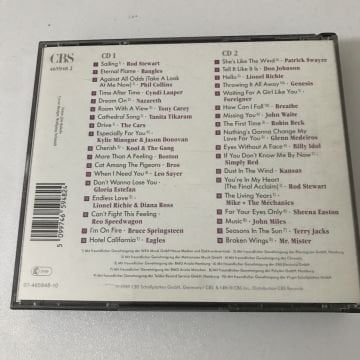 CBS
465948 2
CD 1
Sailing - Rod Stewart
Eternal Flame - Bangles
Against All Odds (Take a Look
At Me Now) - Phil Collins
Time After Time - Cyndi Lauper
Dream On - Nazareth
Room With A View - Tony Carey
Cathedral Song - Tanita Tikaram
Drive - The Cars
Especially For You -
Kylie Minogue & Jason Donovan
Cherish - Kool & The Gang
More Than A Feeling - Boston
Cat Among The Pigeons - Bros
When I Need You - Leo Sayer
Don't Wanna Lose You -
Gloria Estefan
Endless Love -
Lionel Richie & Diana Ross
Can't Fight This Feeling -
Reo Speedwagon
I'm On Fire - Bruce Springsteen
Hotel California - Eagles
CD 2
She's Like The Wind - Patrick Swayze
Tell It Like It Is - Don Johnson
Hello - Lionel Richie
Throwing It All Away - Genesis
Waiting For A Girl Like You -
Foreigner
How Can I Fall - Breathe
Missing You - John Waite
The First Time - Robin Beck
Nothing's Gonna Change My
Love For You - Glenn Medeiros
Eyes Without A Face - Billy Idol
If You Don't Know Me By Now -
Simply Red
Dust In The Wind - Kansas
You're In My Heart
(The Final Acclaim) - Rod Stewart
The Living Years -
Mike + The Mechanics
For Your Eyes Only - Sheena Easton
Music - John Miles
Seasons In The Sun - Terry Jacks
Broken Wings - Mr. Mister
5 099746 594824
01-465948-10